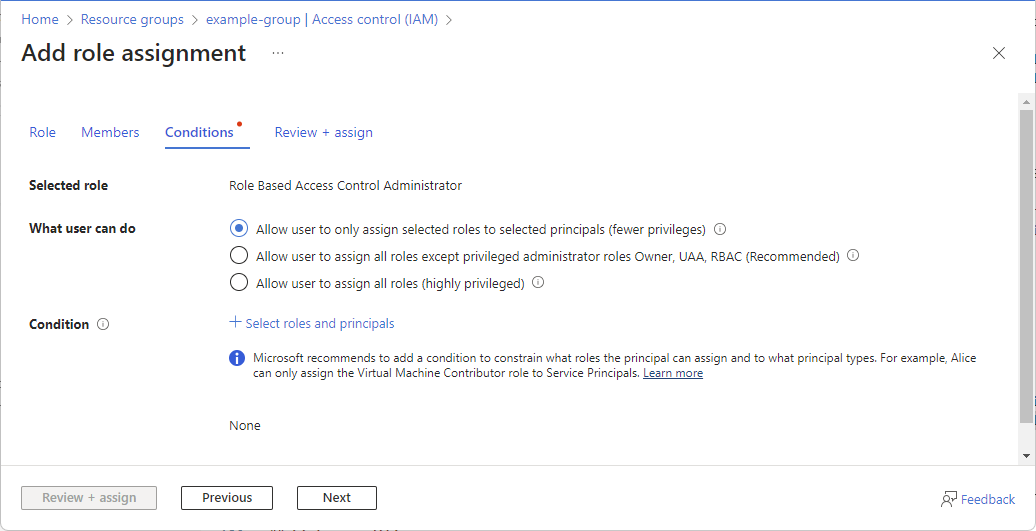 Home > Resource groups > example-group | Access control (IAM) >
Add role assignment ...
Role Members Conditions Review + assign
Selected role Role Based Access Control Administrator
What user can do Allow user to only assign selected roles to selected principals (fewer privileges)
Allow user to assign all roles except privileged administrator roles Owner, UAA, RBAC (Recommended)
Allow user to assign all roles (highly privileged)
Condition + Select roles and principals
Microsoft recommends to add a condition to constrain what roles the principal can assign and to what principal types. For example, Alice
can only assign the Virtual Machine Contributor role to Service Principals. Learn more
None
Review + assign Previous Next Feedback